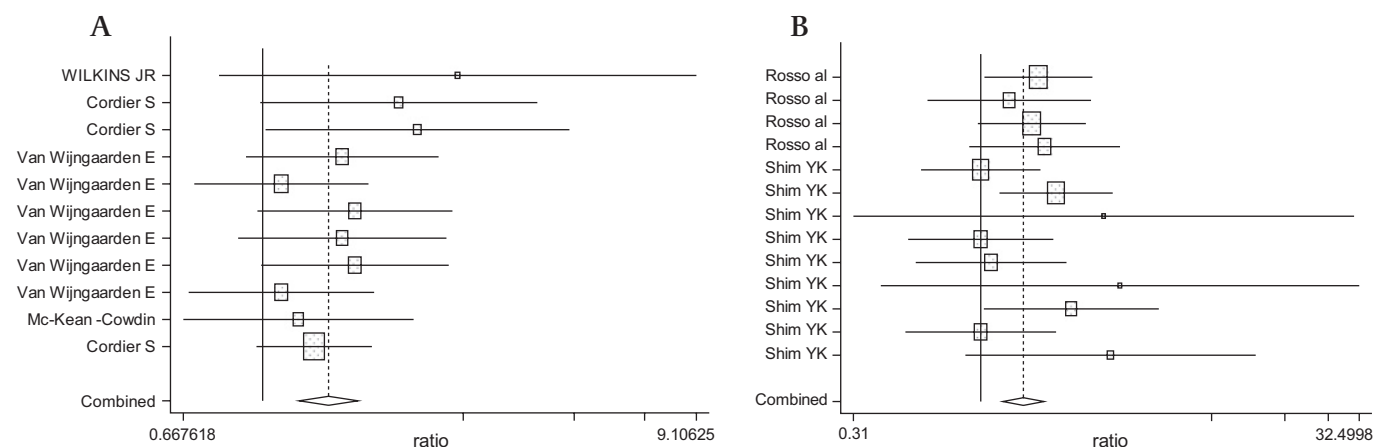 A
WILKINS JR
Cordier S
Cordier S
Van Wijngaarden E
Van Wijngaarden E
Van Wijngaarden E
Van Wijngaarden E
Van Wijngaarden E
Van Wijngaarden E
Mc-Kean -Cowdin
Cordier S
Combined
0.667618
ratio
9.10625
B
Rosso al
Rosso al
Rosso al
Rosso al
Shim YK
Shim YK
Shim YK
Shim YK
Shim YK
Shim YK
Shim YK
Shim YK
Shim YK
Combined
0.31
ratio
32.4998